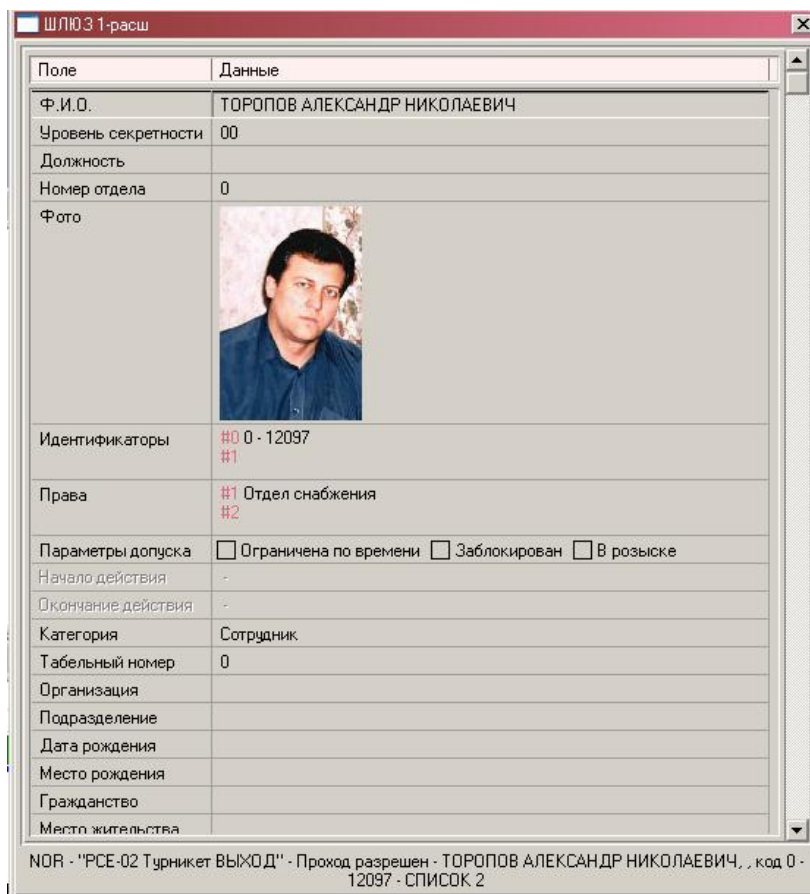 ШЛЮЗ 1-расш
Поле Данные
Ф.И.О. ТОРОПОВ АЛЕКСАНДР НИКОЛАЕВИЧ
Уровень секретности 00
Должность
Номер отдела 0
Фото
Идентификаторы #0 0 - 12097
#1
Права #1 Отдел снабжения
#2
Параметры допуска Ограничена по времени Заблокирован В розыске
Начало действия -
Окончание действия -
Категория Сотрудник
Табельный номер 0
Организация
Подразделение
Дата рождения
Место рождения
Гражданство
Место жительства
NOR - "PCE-02 Турникет ВЫХОД" - Проход разрешен - ТОРОПОВ АЛЕКСАНДР НИКОЛАЕВИЧ, , код 0 -
12097 - СПИСОК 2